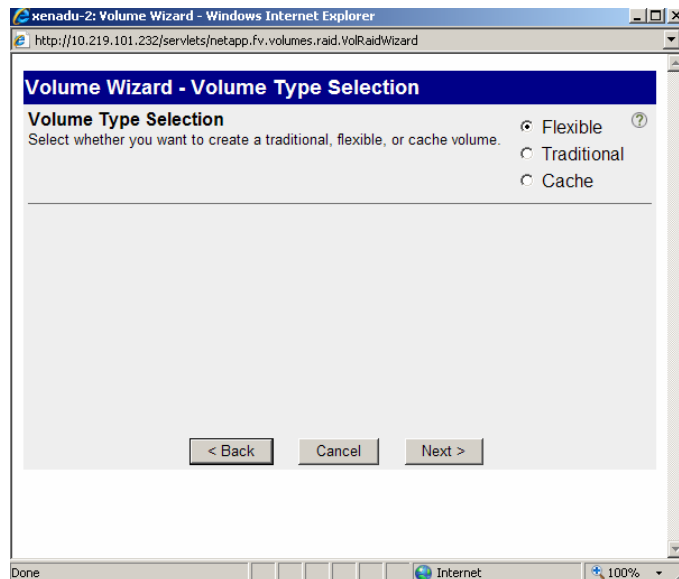 xenadu-2: Volume Wizard - Windows Internet Explorer
http://10.219.101.232/servlets/netapp.fv.volumes.raid.VolRaidWizard
Volume Wizard - Volume Type Selection
Volume Type Selection
Select whether you want to create a traditional, flexible, or cache volume.
Flexible
?
Traditional
Cache
< Back Cancel Next >
Done Internet 100%